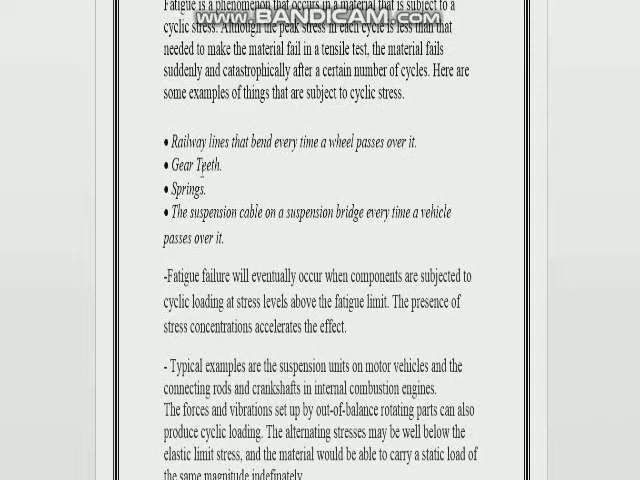 Fatigue is a phenomenon that occurs in a material that is subject to a
www.BANDICAM.com
cyclic stress. Although the peak stress in each cycle is less than that
needed to make the material fail in a tensile test, the material fails
suddenly and catastrophically after a certain number of cycles. Here are
some examples of things that are subject to cyclic stress.
• Railway lines that bend every time a wheel passes over it.
• Gear Teeth.
• Springs.
• The suspension cable on a suspension bridge every time a vehicle
passes over it.
-Fatigue failure will eventually occur when components are subjected to
cyclic loading at stress levels above the fatigue limit. The presence of
stress concentrations accelerates the effect.
- Typical examples are the suspension units on motor vehicles and the
connecting rods and crankshafts in internal combustion engines.
The forces and vibrations set up by out-of-balance rotating parts can also
produce cyclic loading. The alternating stresses may be well below the
elastic limit stress, and the material would be able to carry a static load of
the same magnitude indefinately